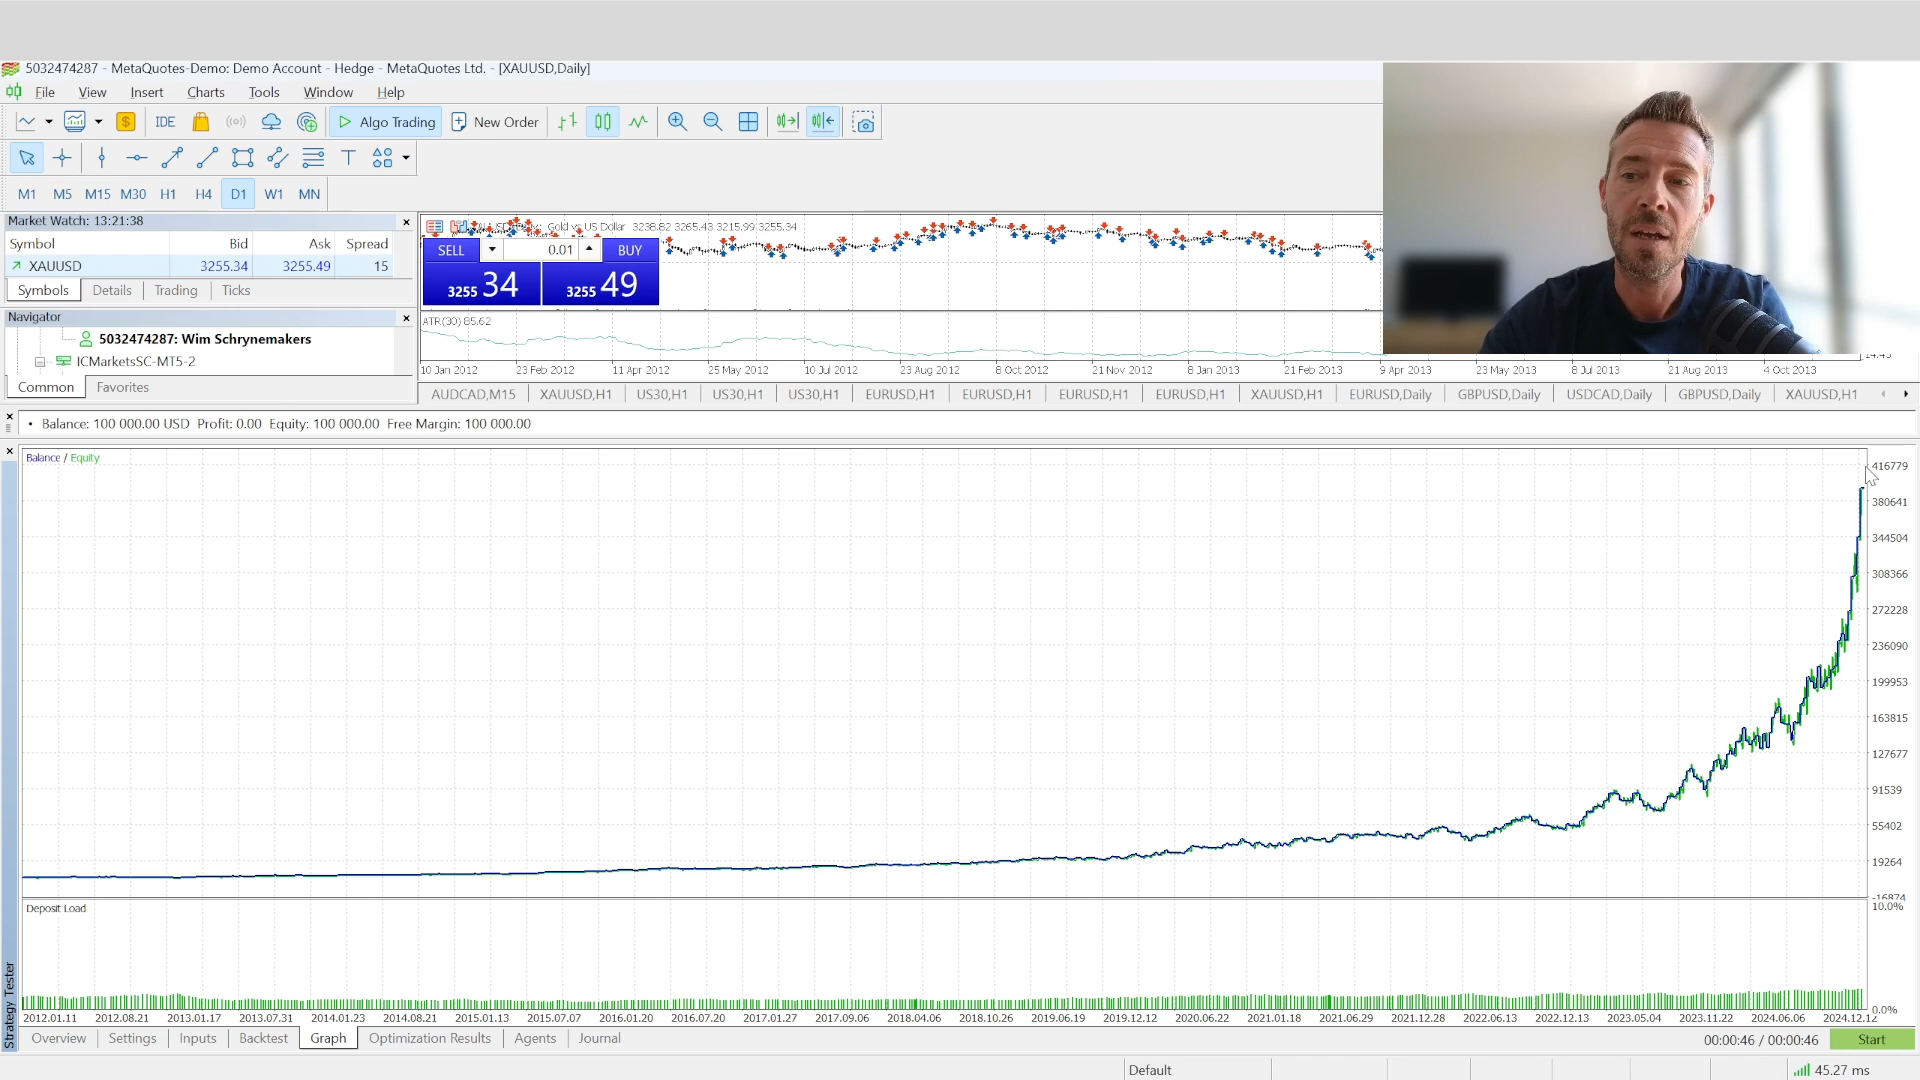 5032474287 - MetaQuotes-Demo: Demo Account - Hedge - MetaQuotes Ltd. - [XAUUSD,Daily]
File View Insert Charts Tools Window Help
IDE Algo Trading New Order
M1 M5 M15 M30 H1 H4 D1 W1 MN
Market Watch: 13:21:38
Symbol Bid Ask Spread
XAUUSD 3255.34 3255.49 15
Symbols Details Trading Ticks
Navigator
5032474287: Wim Schrynemakers
ICMarketsSC-MT5-2
Common Favorites
Gold vs US Dollar 3238.82 3265.43 3215.99 3255.34
SELL 0.01 BUY
3255 34 3255 49
ATR(30) 85.62
14.43
10 Jan 2012 23 Feb 2012 11 Apr 2012 25 May 2012 10 Jul 2012 23 Aug 2012 8 Oct 2012 21 Nov 2012 8 Jan 2013 21 Feb 2013 9 Apr 2013 23 May 2013 8 Jul 2013 21 Aug 2013 4 Oct 2013
AUDCAD,M15 XAUUSD,H1 US30,H1 US30,H1 US30,H1 EURUSD,H1 EURUSD,H1 EURUSD,H1 EURUSD,H1 XAUUSD,H1 EURUSD,Daily GBPUSD,Daily USDCAD,Daily GBPUSD,Daily XAUUSD,H1
• Balance: 100 000.00 USD Profit: 0.00 Equity: 100 000.00 Free Margin: 100 000.00
Balance / Equity
416779
380641
344504
308366
272228
236090
199953
163815
127677
91539
55402
19264
-16874
Deposit Load
10.0%
0.0%
2012.01.11 2012.08.21 2013.01.17 2013.07.31 2014.01.23 2014.08.21 2015.01.13 2015.07.07 2016.01.20 2016.07.20 2017.01.27 2017.09.06 2018.04.06 2018.10.26 2019.06.19 2019.12.12 2020.06.22 2021.01.18 2021.06.29 2021.12.28 2022.06.13 2022.12.13 2023.05.04 2023.11.22 2024.06.06 2024.12.12
Strategy Tester
Overview Settings Inputs Backtest Graph Optimization Results Agents Journal
00:00:46 / 00:00:46 Start
Default
45.27 ms